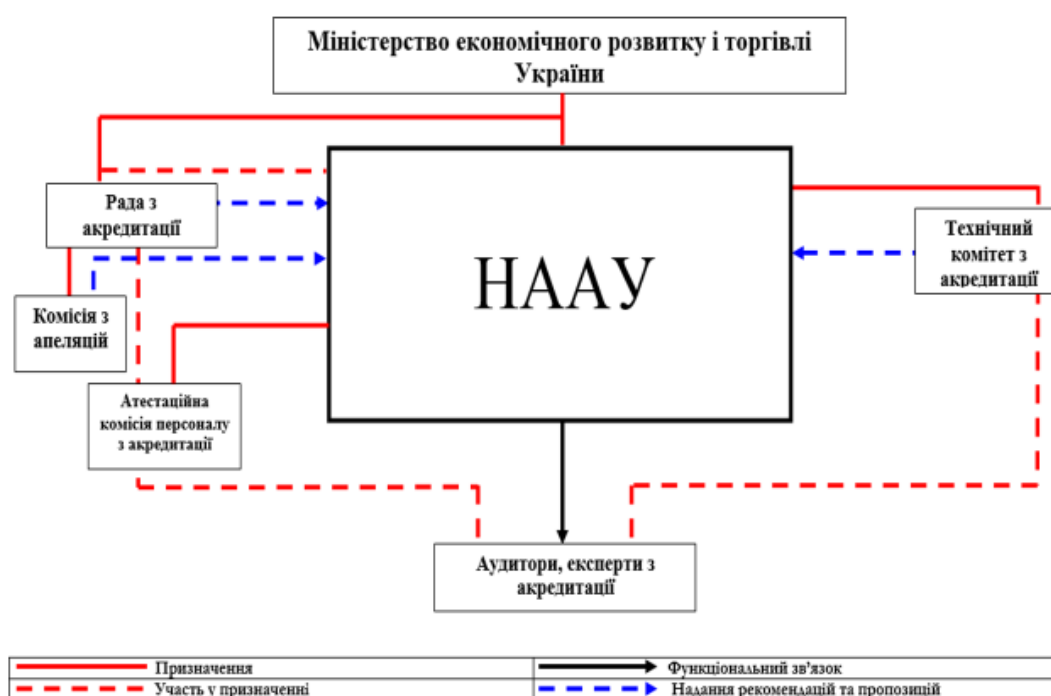 Міністерство економічного розвитку і торгівлі
України
Рада з
акредитації
НААУ
Технічний
комітет з
акредитації
Комісія з
апеляцій
Атестаційна
комісія персоналу
з акредитації
Аудитори, експерти з
акредитації
Призначення
Функціональний зв'язок
Участь у призначенні
Надання рекомендацій та пропозицій